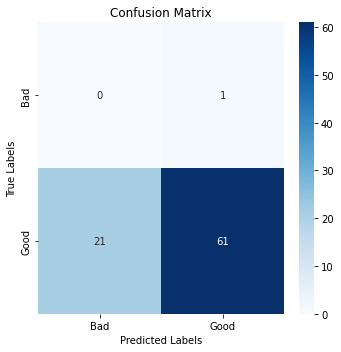 Confusion Matrix
Bad
0
1
60
50
40
30
20
10
0
True Labels
Good
21
61
Bad
Good
Predicted Labels